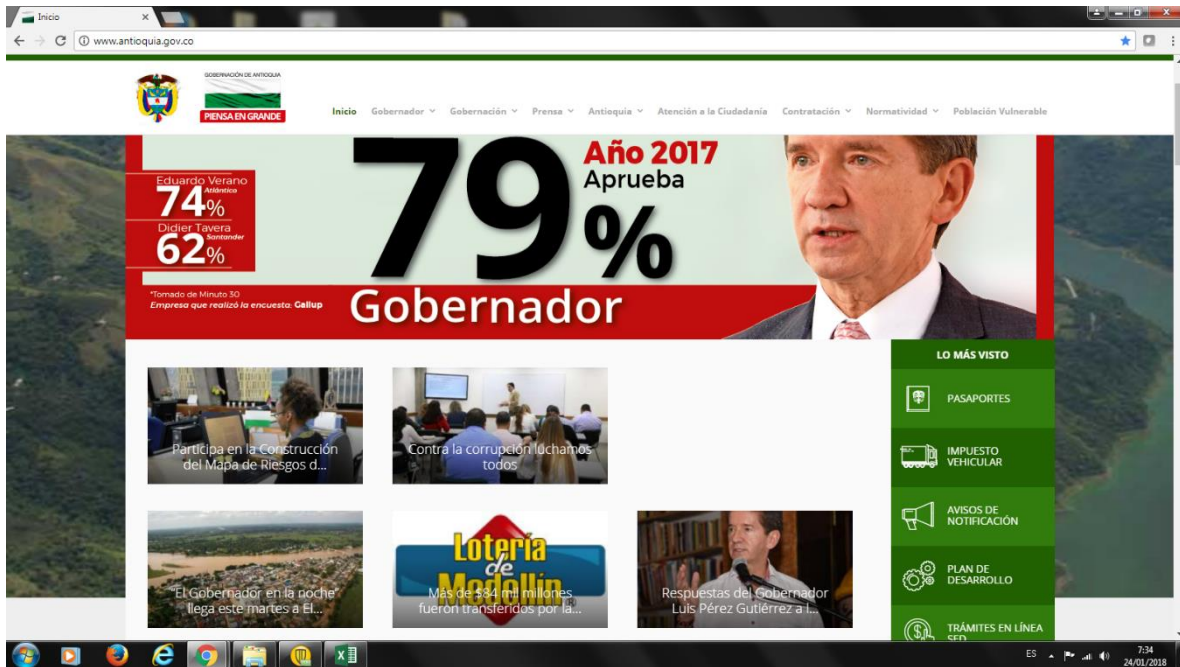 Inicio
www.antioquia.gov.co
GOBERNACIÓN DE ANTIOQUIA
PIENSA EN GRANDE
Inicio Gobernador Gobernación Prensa Antioquia Atención a la Ciudadanía Contratación Normatividad Población Vulnerable
Eduardo Verano
Atlántico
74%
Didier Tavera
Santander
62%
*Tomado de Minuto 30
Empresa que realizó la encuesta: Gallup
79%
Año 2017
Aprueba
Gobernador
Participa en la Construcción
del Mapa de Riesgos d...
Contra la corrupción luchamos
todos
"El Gobernador en la noche"
llega este martes a El...
Lotería
de
Medellín
Más de $84 mil millones
fueron transferidos por la...
Respuestas del Gobernador
Luis Pérez Gutiérrez a l...
LO MÁS VISTO
PASAPORTES
IMPUESTO
VEHICULAR
AVISOS DE
NOTIFICACIÓN
PLAN DE
DESARROLLO
TRÁMITES EN LÍNEA
SED
ES
7:34
24/01/2018